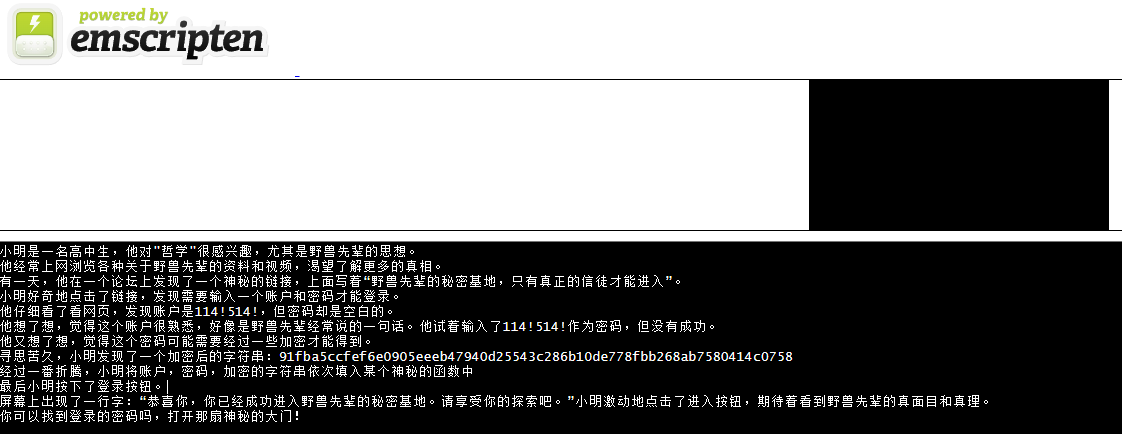 powered by
emscripten
小明是一名高中生，他对"哲学"很感兴趣，尤其是野兽先辈的思想。
他经常上网浏览各种关于野兽先辈的资料和视频，渴望了解更多的真相。
有一天，他在一个论坛上发现了一个神秘的链接，上面写着“野兽先辈的秘密基地，只有真正的信徒才能进入”。
小明好奇地点击了链接，发现需要输入一个账户和密码才能登录。
他仔细看了看网页，发现账户是114!514!，但密码却是空白的。
他想了想，觉得这个账户很熟悉，好像是野兽先辈经常说的一句话。他试着输入了114!514!作为密码，但没有成功。
他又想了想，觉得这个密码可能需要经过一些加密才能得到。
寻思苦久，小明发现了一个加密后的字符串：91fba5ccfef6e0905eeeb47940d25543c286b10de778fbb268ab7580414c0758
经过一番折腾，小明将账户，密码，加密的字符串依次填入某个神秘的函数中
最后小明按下了登录按钮。
屏幕上出现了一行字：“恭喜你，你已经成功进入野兽先辈的秘密基地。请享受你的探索吧。”小明激动地点击了进入按钮，期待着看到野兽先辈的真面目和真理。
你可以找到登录的密码吗，打开那扇神秘的大门!